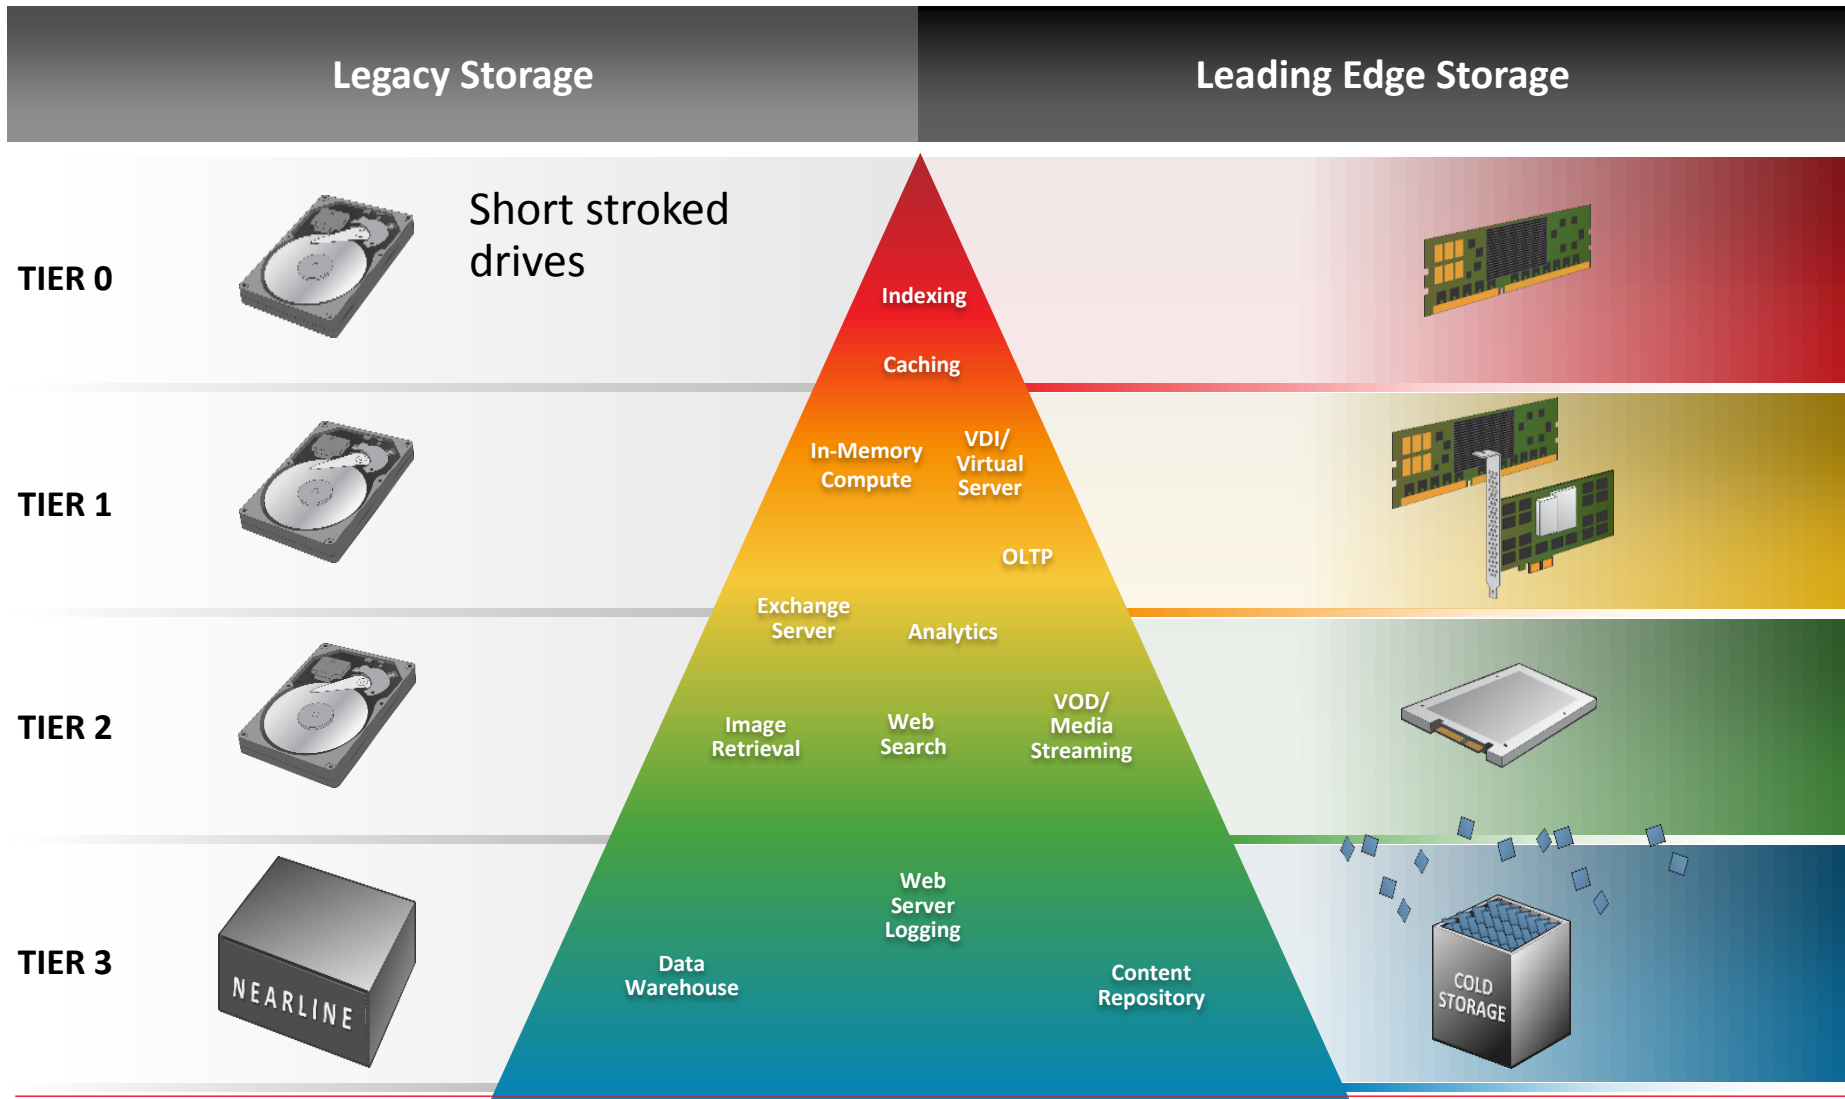 Legacy Storage
Leading Edge Storage
TIER 0
Short stroked
drives
Indexing
Caching
TIER 1
In-Memory
Compute
VDI/
Virtual
Server
OLTP
Exchange
Server
Analytics
TIER 2
Image
Retrieval
Web
Search
VOD/
Media
Streaming
TIER 3
NEARLINE
Web
Server
Logging
Data
Warehouse
Content
Repository
COLD
STORAGE